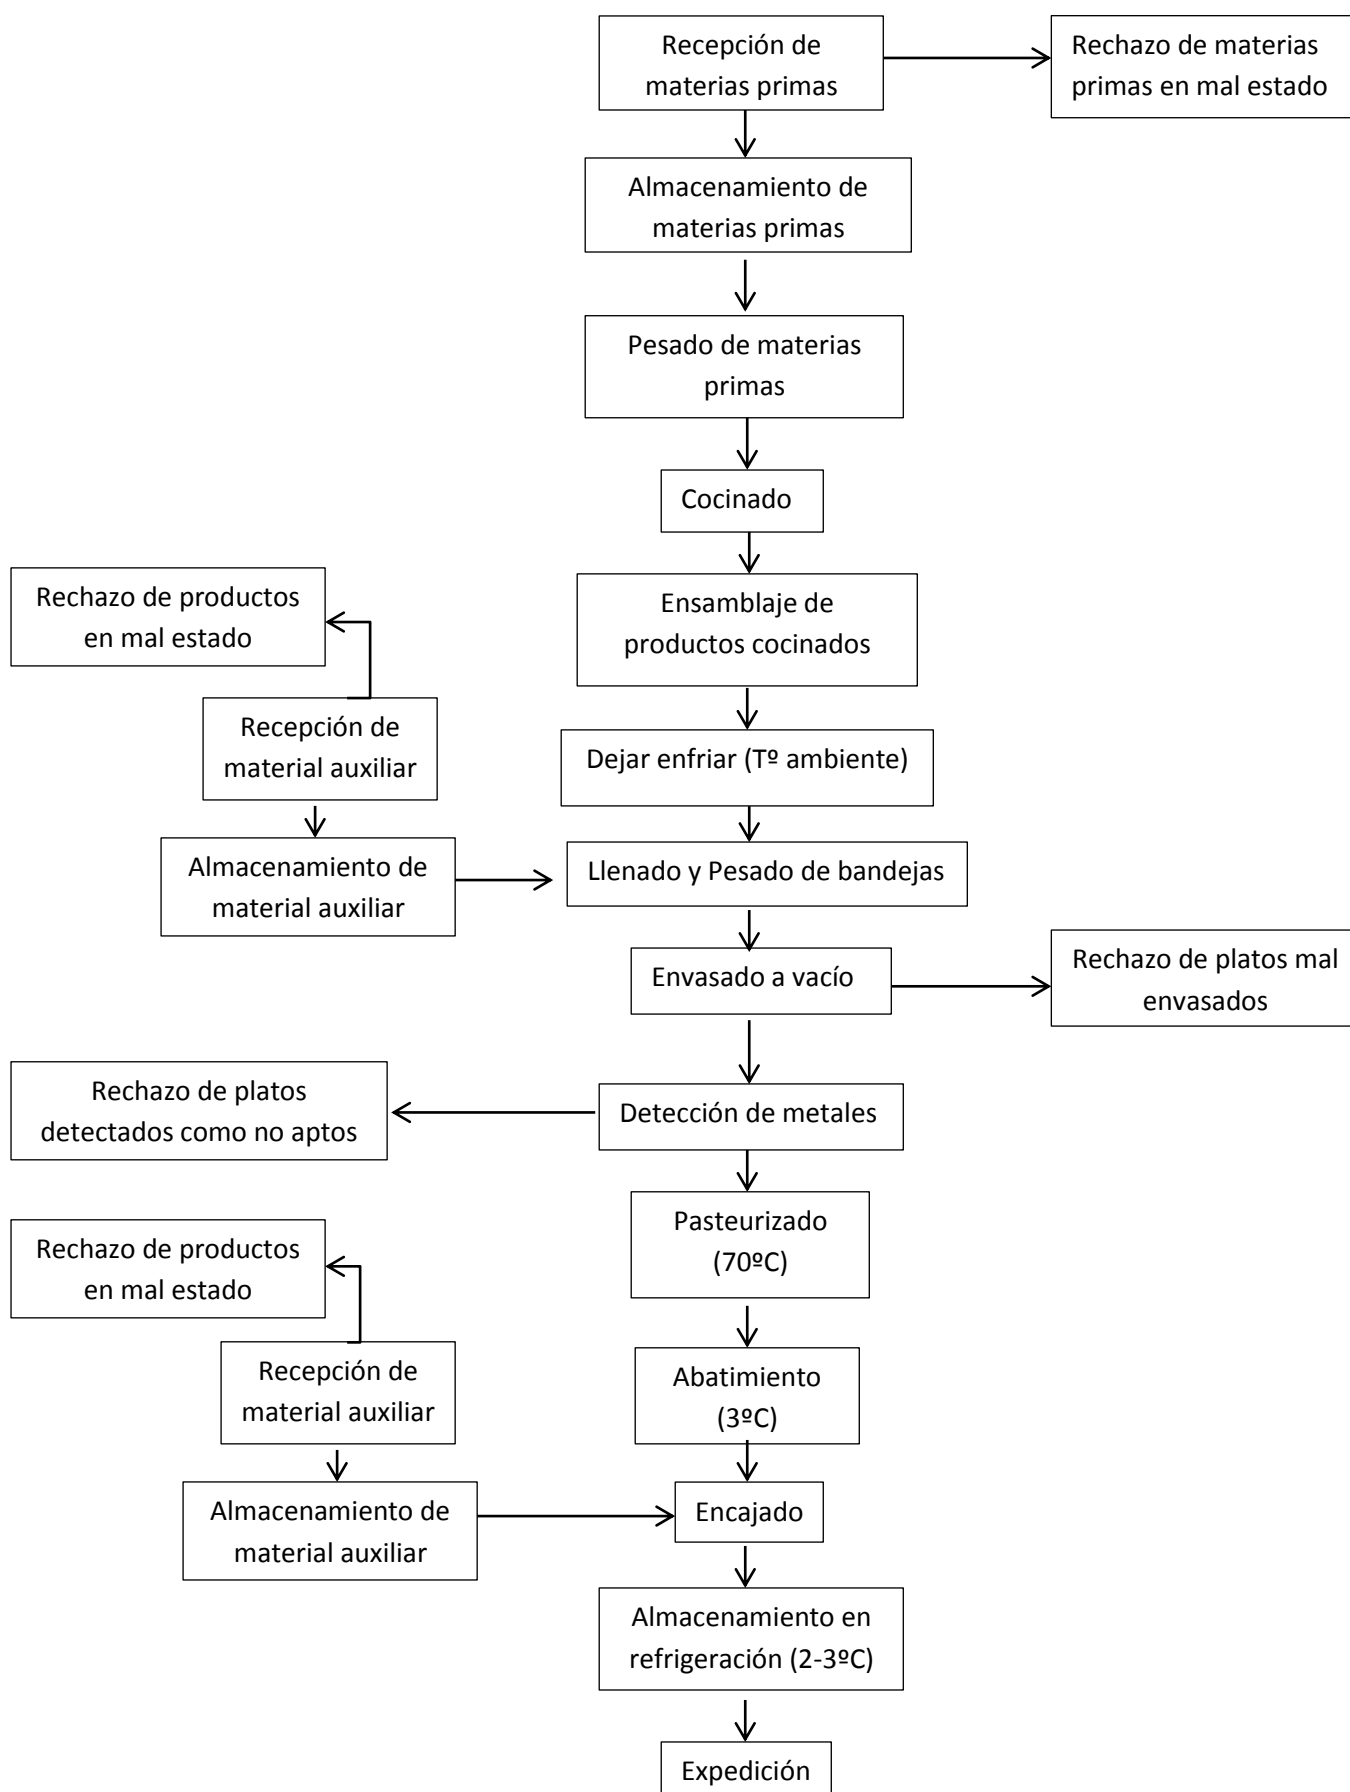 Recepción de
materias primas
Rechazo de materias
primas en mal estado
Almacenamiento de
materias primas
Pesado de materias
primas
Cocinado
Ensamblaje de
productos cocinados
Rechazo de productos
en mal estado
Recepción de
material auxiliar
Dejar enfriar (Tº ambiente)
Almacenamiento de
material auxiliar
Llenado y Pesado de bandejas
Envasado a vacío
Rechazo de platos mal
envasados
Rechazo de platos
detectados como no aptos
Detección de metales
Pasteurizado
(70ºC)
Rechazo de productos
en mal estado
Recepción de
material auxiliar
Abatimiento
(3ºC)
Almacenamiento de
material auxiliar
Encajado
Almacenamiento en
refrigeración (2-3ºC)
Expedición